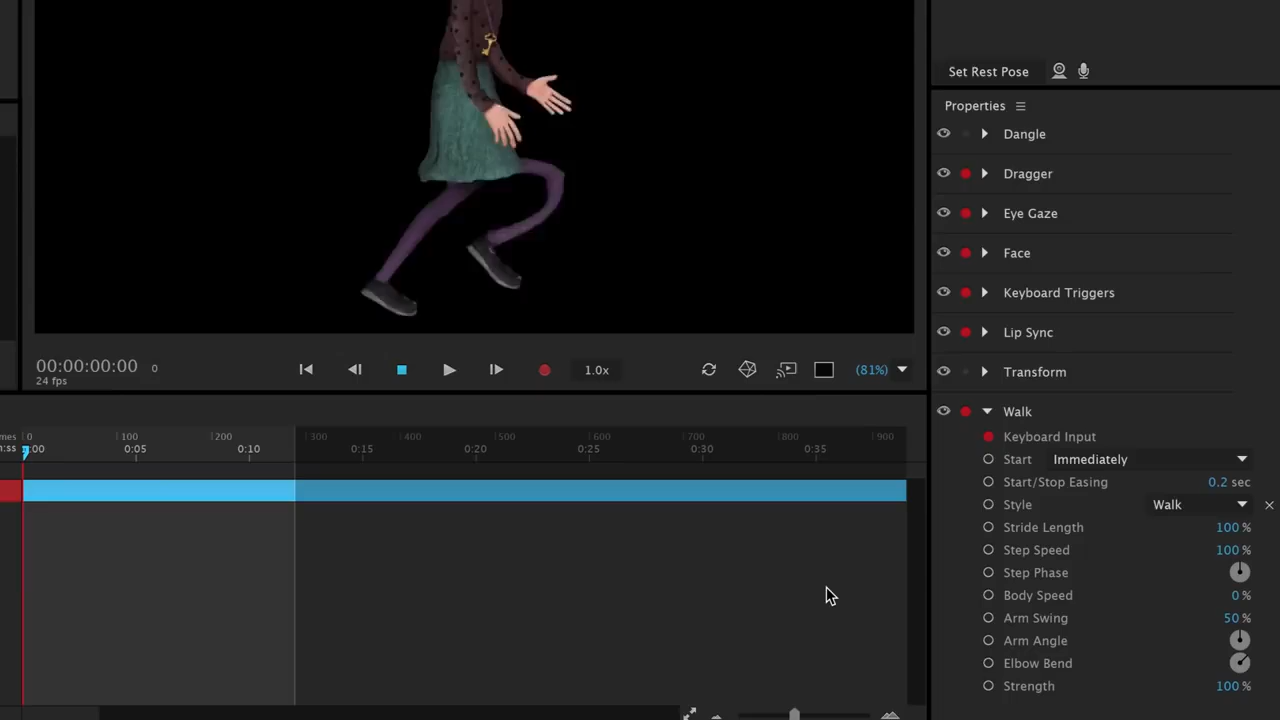 Set Rest Pose
Properties
Dangle
Dragger
Eye Gaze
Face
Keyboard Triggers
Lip Sync
Transform
Walk
Keyboard Input
Start Immediately
Start/Stop Easing 0.2 sec
Style Walk
Stride Length 100 %
Step Speed 100 %
Step Phase
Body Speed 0 %
Arm Swing 50 %
Arm Angle
Elbow Bend
Strength 100 %
00:00:00:00 0
24 fps
1.0x
(81%)
mes 0 100 200 300 400 500 600 700 800 900
:ss :00 0:05 0:10 0:15 0:20 0:25 0:30 0:35